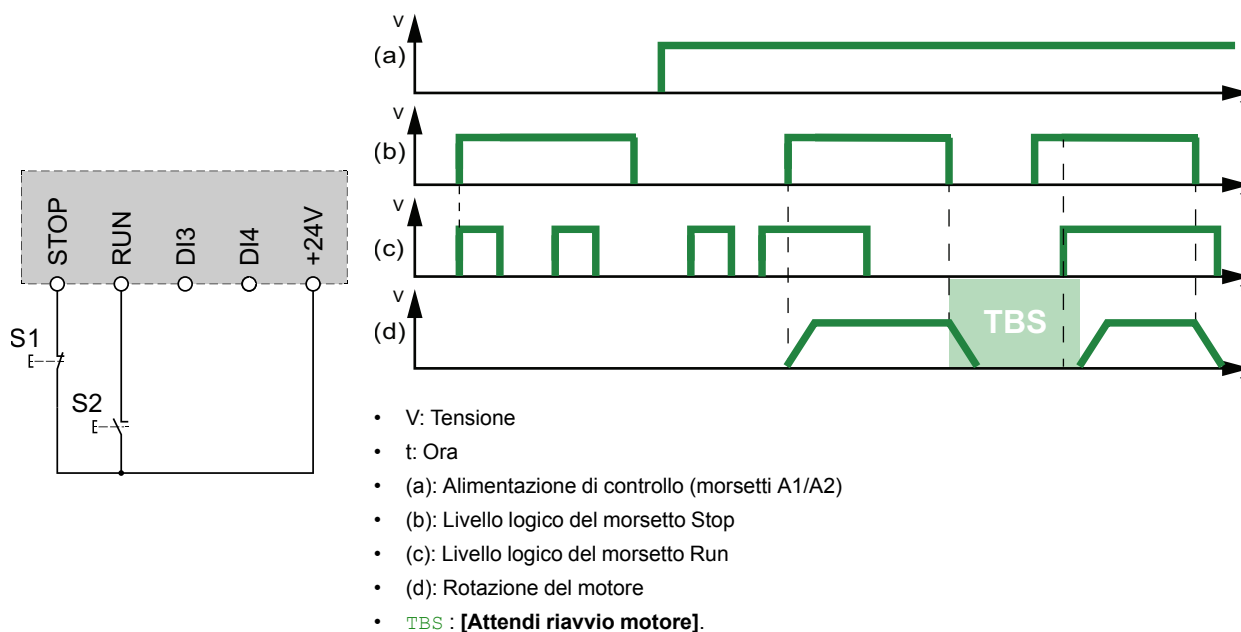 STOP
RUN
DI3
DI4
+24V
S1
S2
V
(a)
V
(b)
V
(c)
V
(d)
TBS
• V: Tensione
• t: Ora
• (a): Alimentazione di controllo (morsetti A1/A2)
• (b): Livello logico del morsetto Stop
• (c): Livello logico del morsetto Run
• (d): Rotazione del motore
• TBS : [Attendi riavvio motore].